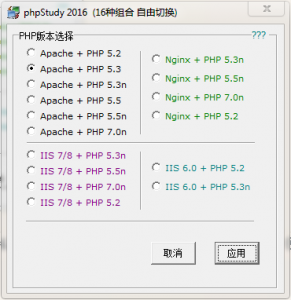 phpStudy 2016 (16种组合 自由切换)
PHP版本选择
???
Apache + PHP 5.2
Apache + PHP 5.3
Apache + PHP 5.3n
Apache + PHP 5.5
Apache + PHP 5.5n
Apache + PHP 7.0n
Nginx + PHP 5.3n
Nginx + PHP 5.5n
Nginx + PHP 7.0n
Nginx + PHP 5.2
IIS 7/8 + PHP 5.3n
IIS 7/8 + PHP 5.5n
IIS 7/8 + PHP 7.0n
IIS 7/8 + PHP 5.2
IIS 6.0 + PHP 5.2
IIS 6.0 + PHP 5.3n
取消
应用